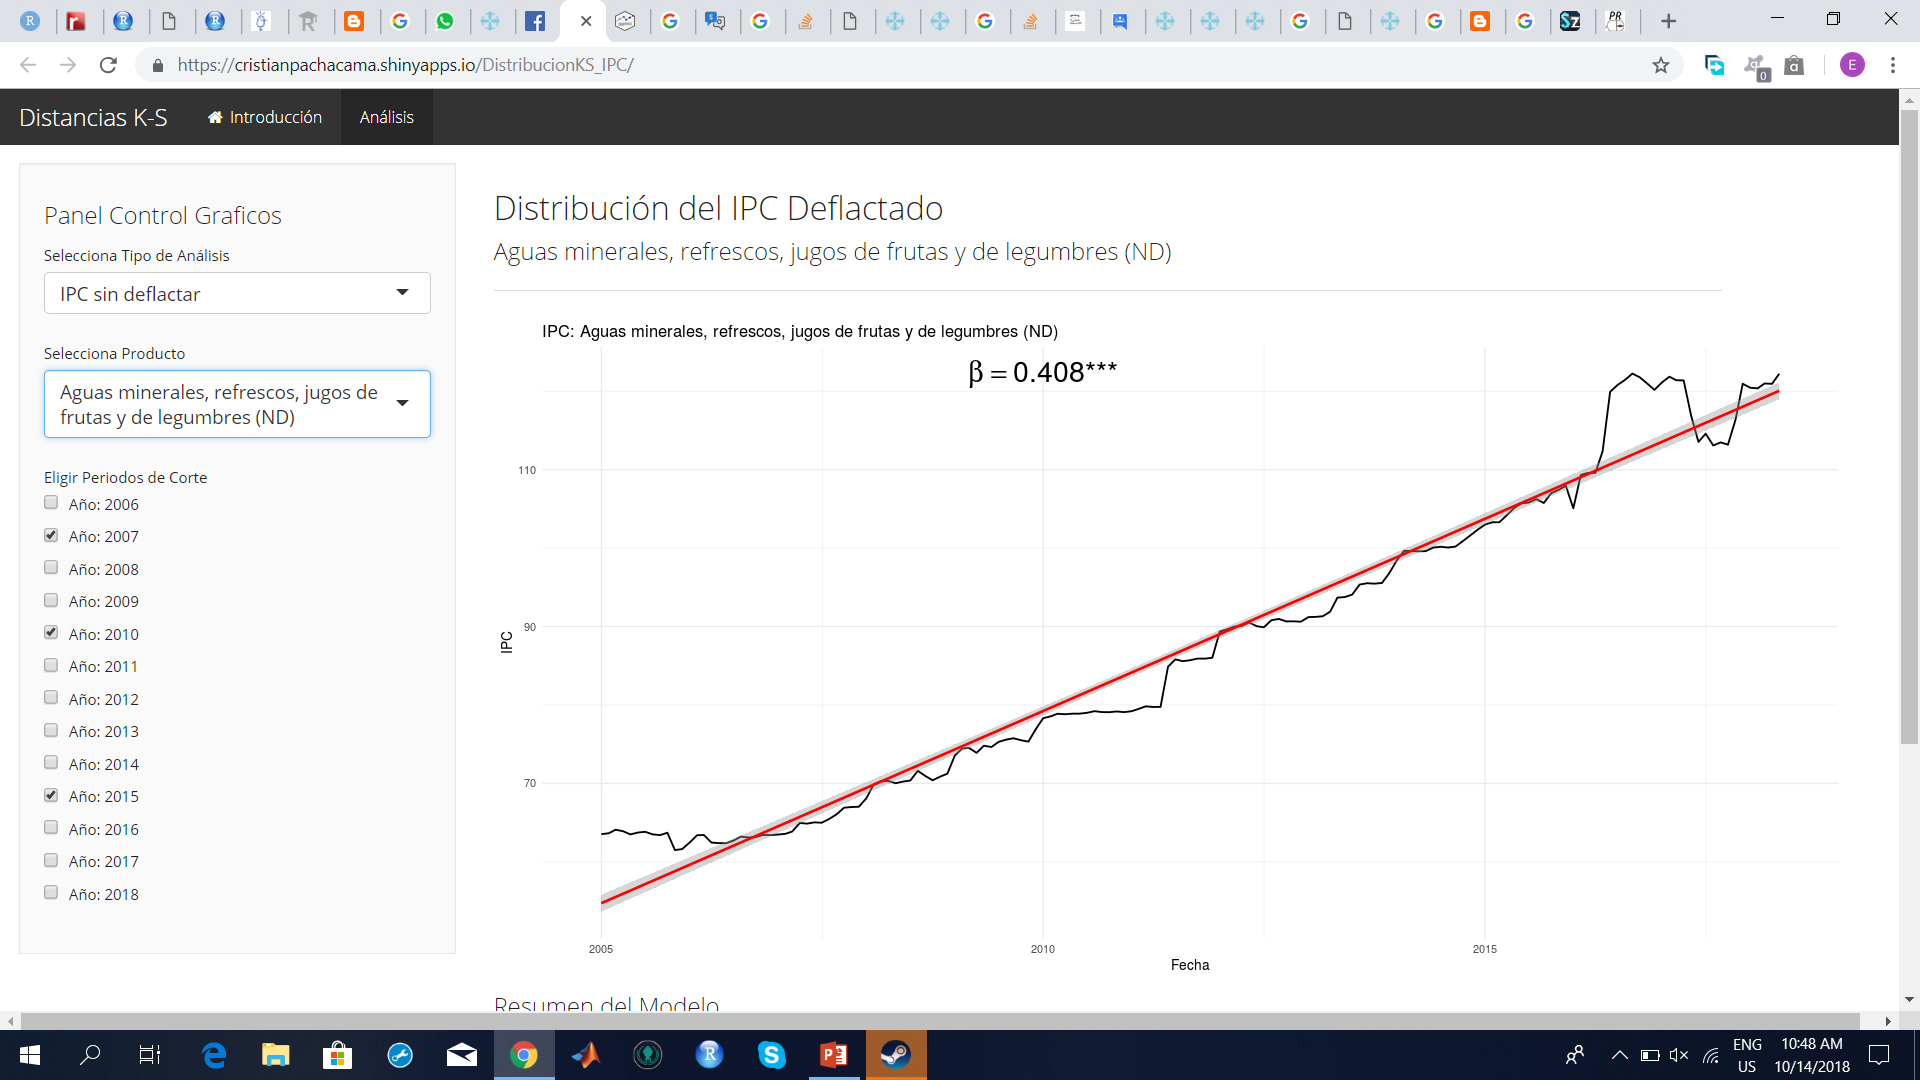 https://cristianpachacama.shinyapps.io/DistribucionKS_IPC/
0
E
Distancias K-S
Introducción
Análisis
Panel Control Graficos
Selecciona Tipo de Análisis
IPC sin deflactar
Selecciona Producto
Aguas minerales, refrescos, jugos de
frutas y de legumbres (ND)
Eligir Periodos de Corte
Año: 2006
Año: 2007
Año: 2008
Año: 2009
Año: 2010
Año: 2011
Año: 2012
Año: 2013
Año: 2014
Año: 2015
Año: 2016
Año: 2017
Año: 2018
Distribución del IPC Deflactado
Aguas minerales, refrescos, jugos de frutas y de legumbres (ND)
IPC: Aguas minerales, refrescos, jugos de frutas y de legumbres (ND)
β = 0.408***
110
90
70
IPC
2005
2010
2015
Fecha
Resumen del Modelo
ENG
US
10:48 AM
10/14/2018